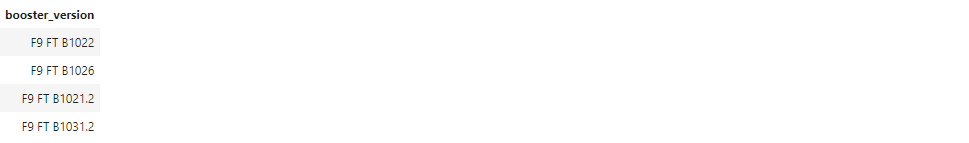 booster_version
F9 FT B1022
F9 FT B1026
F9 FT B1021.2
F9 FT B1031.2